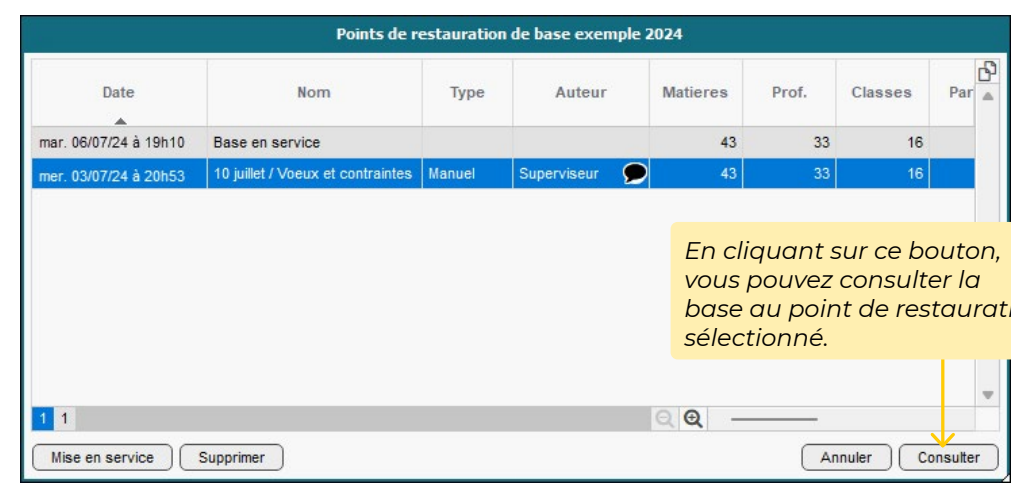 Points de restauration de base exemple 2024
Date Nom Type Auteur Matieres Prof. Classes Par
mar. 06/07/24 à 19h10 Base en service 43 33 16
mer. 03/07/24 à 20h53 10 juillet / Voeux et contraintes Manuel Superviseur 43 33 16
En cliquant sur ce bouton,
vous pouvez consulter la
base au point de restaurati
sélectionné.
1 1
Mise en service Supprimer Annuler Consulter